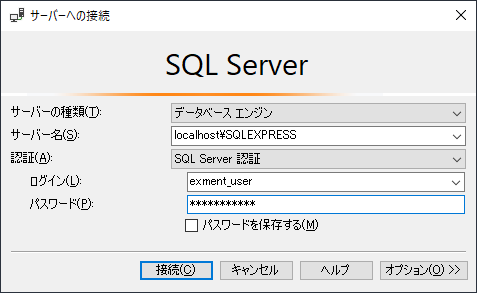 サーバーへの接続
SQL Server
サーバーの種類(T): データベース エンジン
サーバー名(S): localhost¥SQLEXPRESS
認証(A): SQL Server 認証
ログイン(L): exment_user
パスワード(P): ***********
パスワードを保存する(M)
接続(C) キャンセル ヘルプ オプション(O) >>